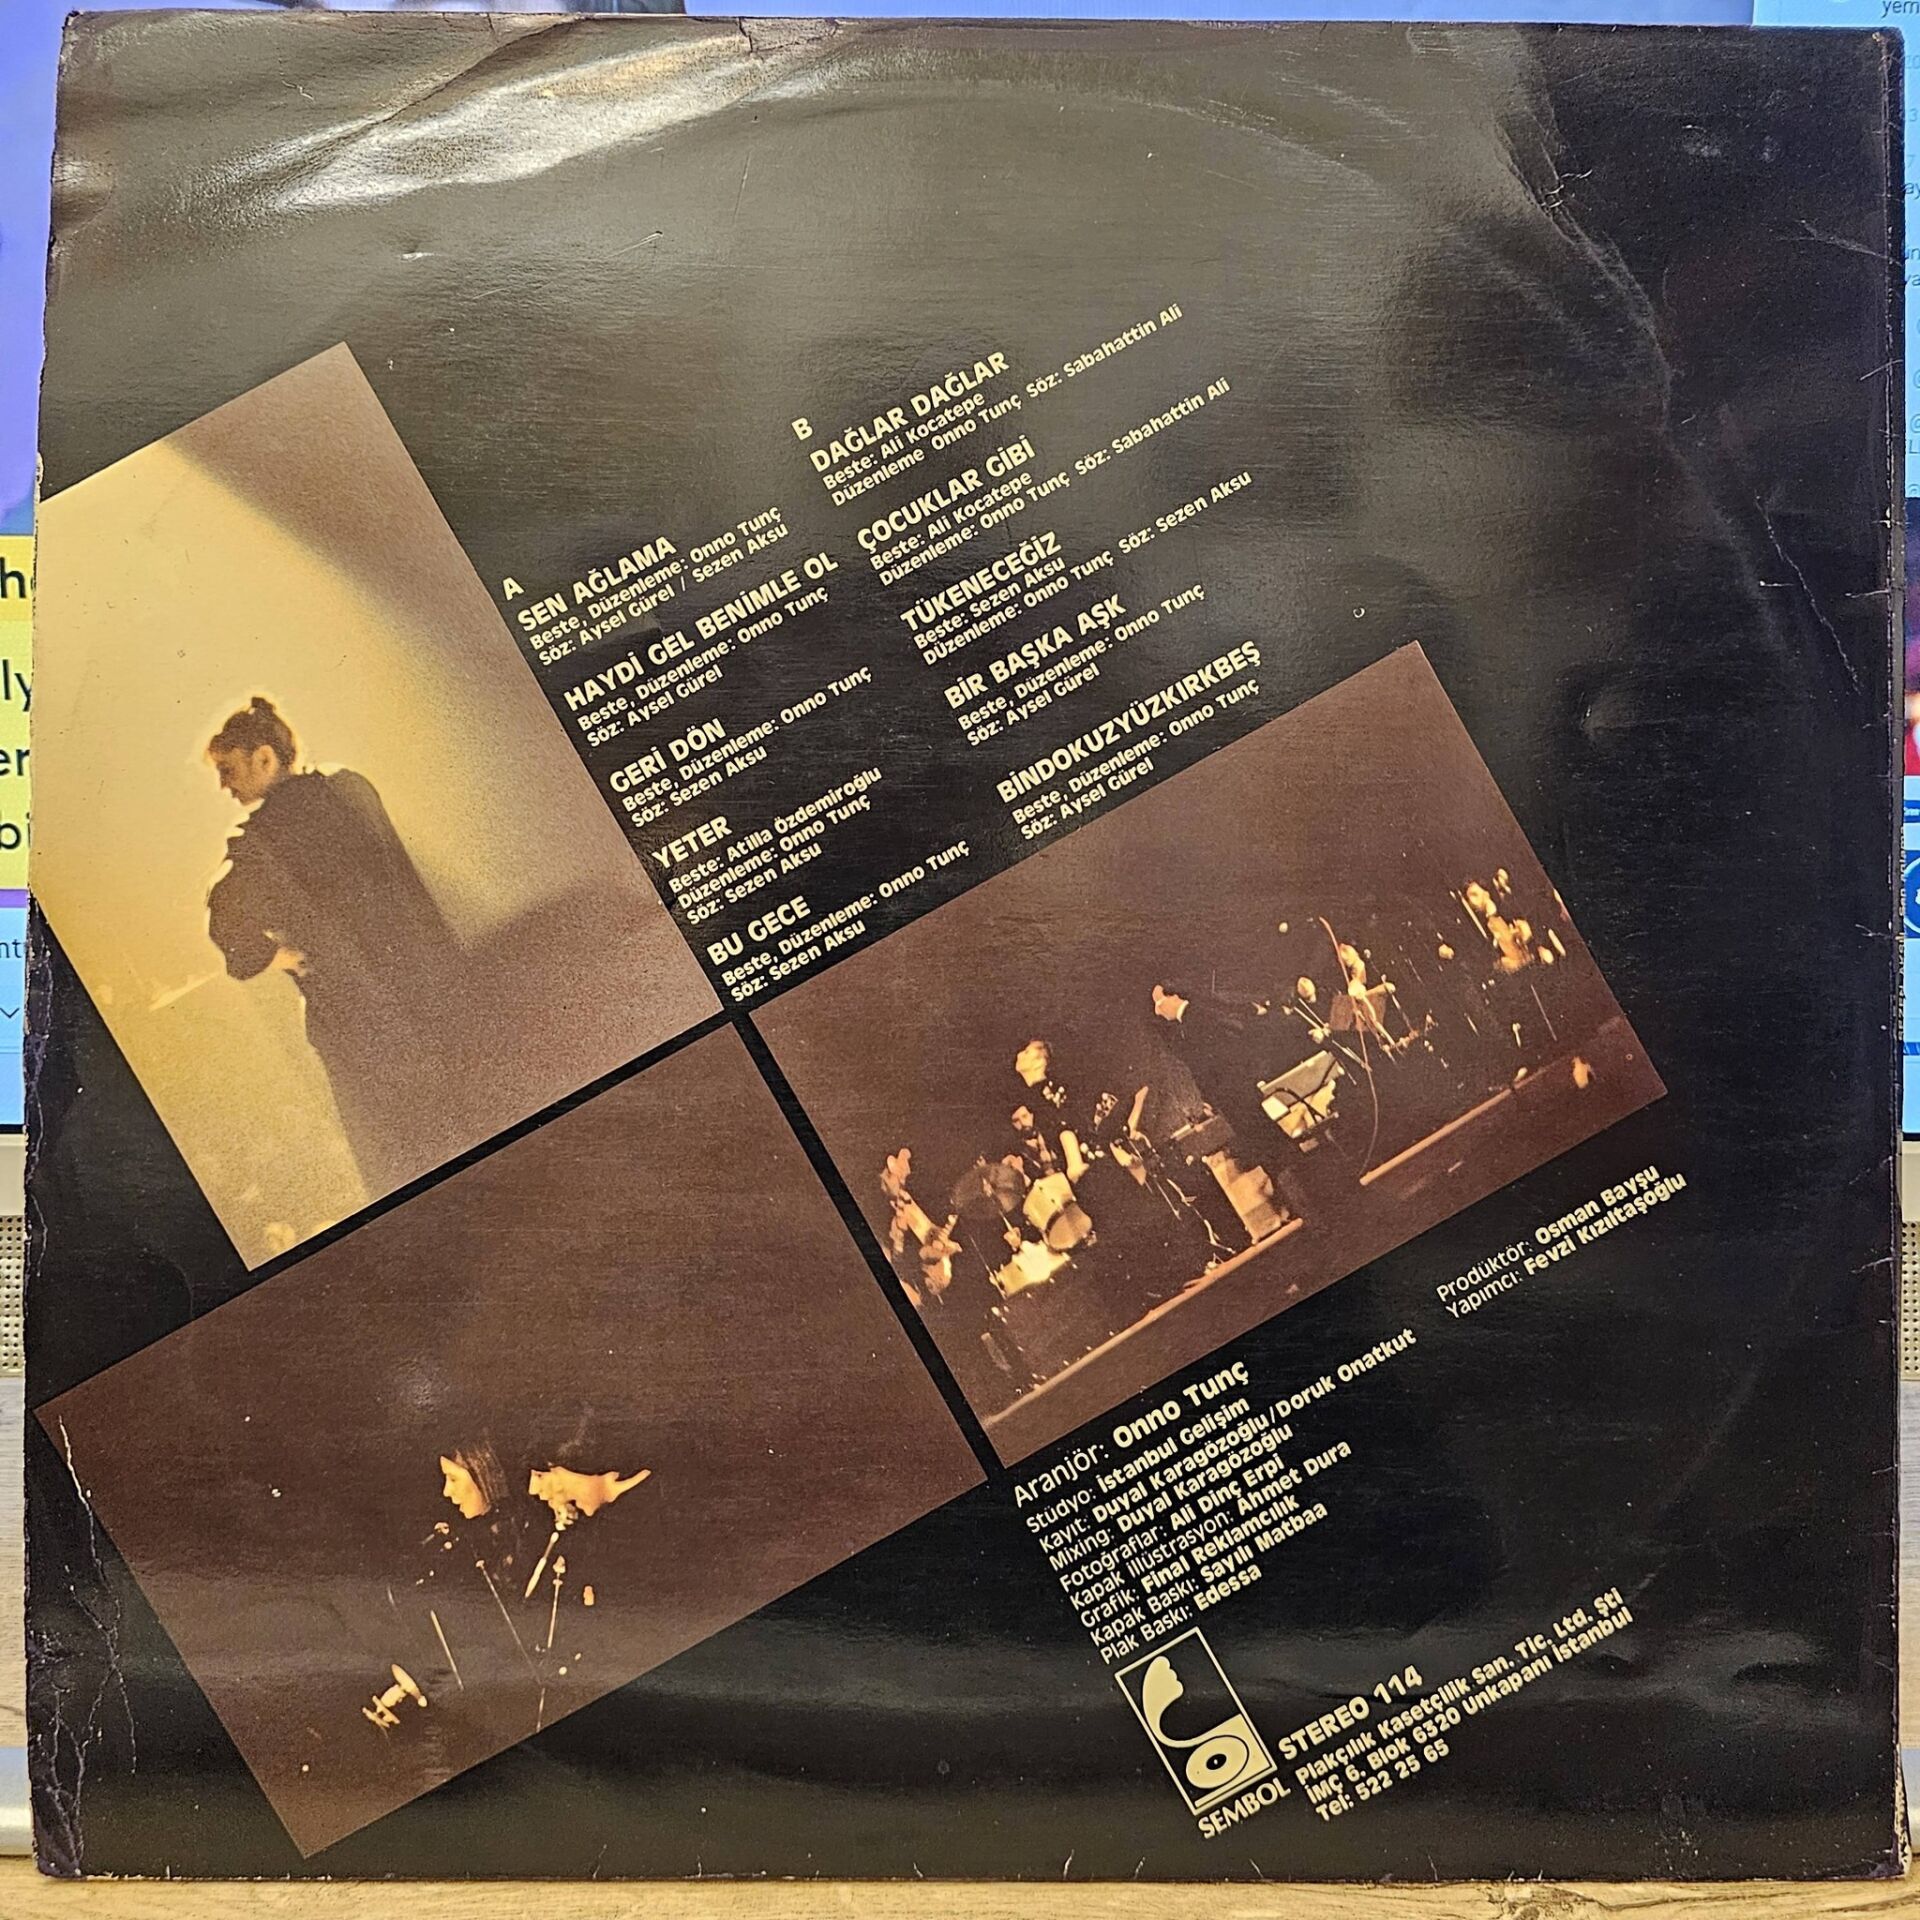 A
SEN AĞLAMA
Beste, Düzenleme: Onno Tunç
Söz: Aysel Gürel / Sezen Aksu
HAYDİ GEL BENİMLE OL
Beste, Düzenleme: Onno Tunç
Söz: Aysel Gürel
GERİ DÖN
Beste, Düzenleme: Onno Tunç
Söz: Sezen Aksu
YETER
Beste: Atilla Özdemiroğlu
Düzenleme: Onno Tunç
Söz: Sezen Aksu
BU GECE
Beste, Düzenleme: Onno Tunç
Söz: Sezen Aksu
B
DAĞLAR DAĞLAR
Beste: Ali Kocatepe
Düzenleme Onno Tunç Söz: Sabahattin Ali
ÇOCUKLAR GİBİ
Beste: Ali Kocatepe
Düzenleme: Onno Tunç Söz: Sabahattin Ali
TÜKENECEĞİZ
Beste: Sezen Aksu
Düzenleme: Onno Tunç Söz: Sezen Aksu
BİR BAŞKA AŞK
Beste, Düzenleme: Onno Tunç
Söz: Aysel Gürel
BİNDOKUZYÜZKIRKBEŞ
Beste, Düzenleme: Onno Tunç
Söz: Aysel Gürel
Prodüktör: Osman Bayşu
Yapımcı: Fevzi Kızıltaşoğlu
Aranjör: Onno Tunç
Stüdyo: İstanbul Gelişim
Kayıt: Duyal Karagözoğlu/Doruk Onatkut
Mixing: Duyal Karagözoğlu
Fotoğraflar: Ali Dinç Erpi
Kapak illüstrasyon: Ahmet Dura
Grafik: Final Reklamcılık
Kapak Baskı: Sayılı Matbaa
Plak Baskı: Edessa
SEMBOL
STEREO 114
Plakçılık Kasetçilik San. Tic. Ltd. Şti
İMÇ 6. Blok 6320 Unkapanı İstanbul
Tel: 522 25 65